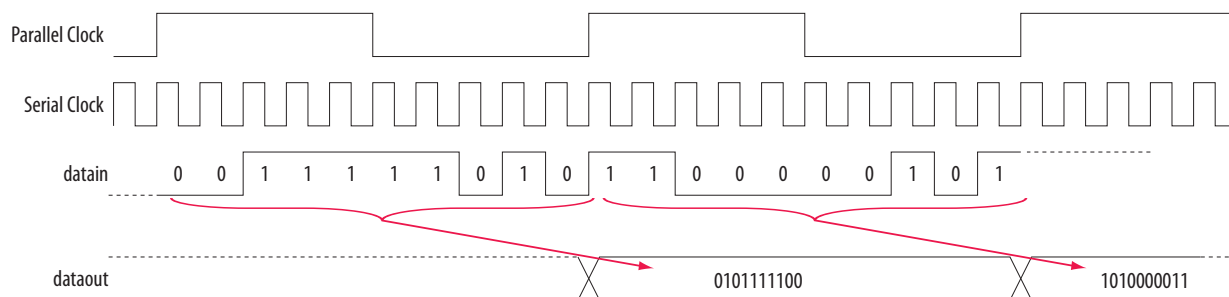 Parallel Clock
Serial Clock
datain 0 0 1 1 1 1 1 0 1 0 1 1 0 0 0 0 0 1 0 1
dataout 0101111100 1010000011